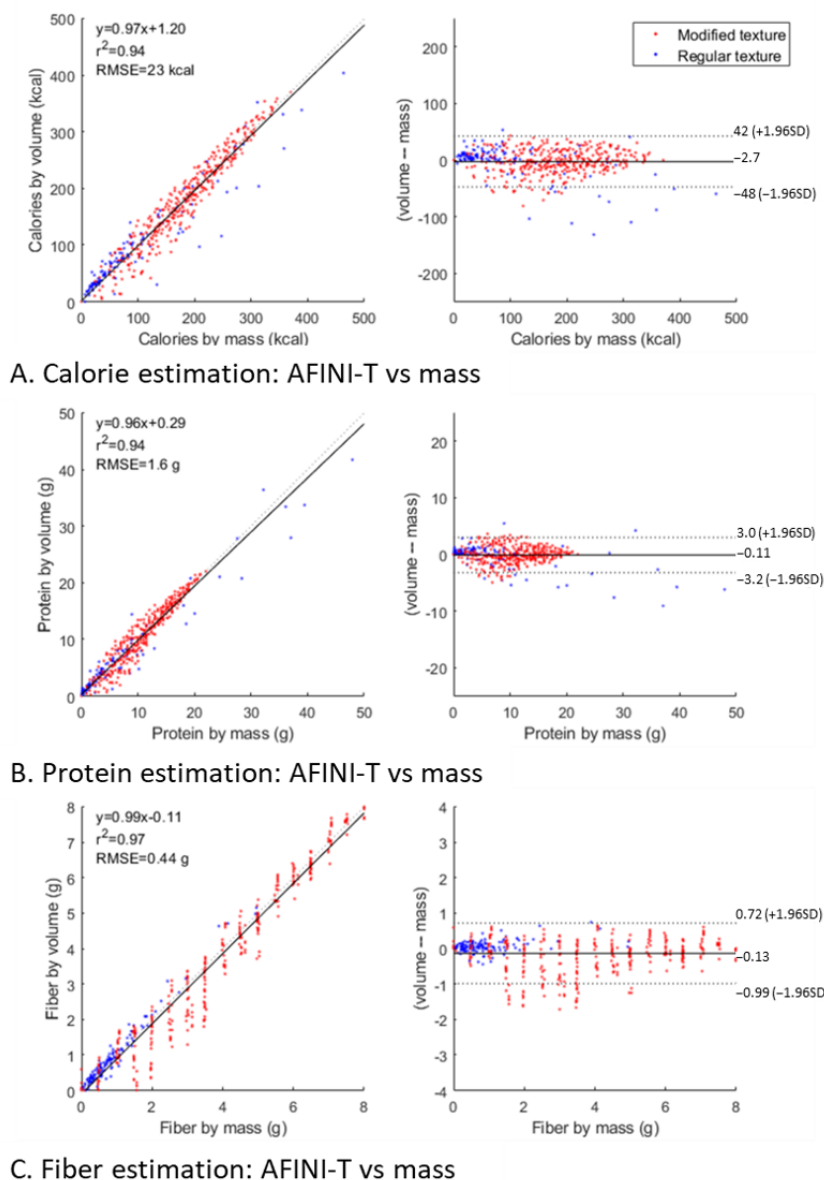 500
400
300
200
100
0
Calories by volume (kcal)
y=0.97x+1.20
r²=0.94
RMSE=23 kcal
0 100 200 300 400 500
Calories by mass (kcal)
200
100
0
-100
-200
(volume -- mass)
Modified texture
Regular texture
42 (+1.96SD)
−2.7
−48 (−1.96SD)
0 100 200 300 400 500
Calories by mass (kcal)
A. Calorie estimation: AFINI-T vs mass
50
40
30
20
10
0
Protein by volume (g)
y=0.96x+0.29
r²=0.94
RMSE=1.6 g
0 10 20 30 40 50
Protein by mass (g)
20
10
0
-10
-20
(volume -- mass)
3.0 (+1.96SD)
−0.11
−3.2 (−1.96SD)
0 10 20 30 40 50
Protein by mass (g)
B. Protein estimation: AFINI-T vs mass
8
7
6
5
4
3
2
1
0
Fiber by volume (g)
y=0.99x-0.11
r²=0.97
RMSE=0.44 g
0 2 4 6 8
Fiber by mass (g)
4
3
2
1
0
-1
-2
-3
-4
(volume -- mass)
0.72 (+1.96SD)
−0.13
−0.99 (−1.96SD)
0 2 4 6 8
Fiber by mass (g)
C. Fiber estimation: AFINI-T vs mass